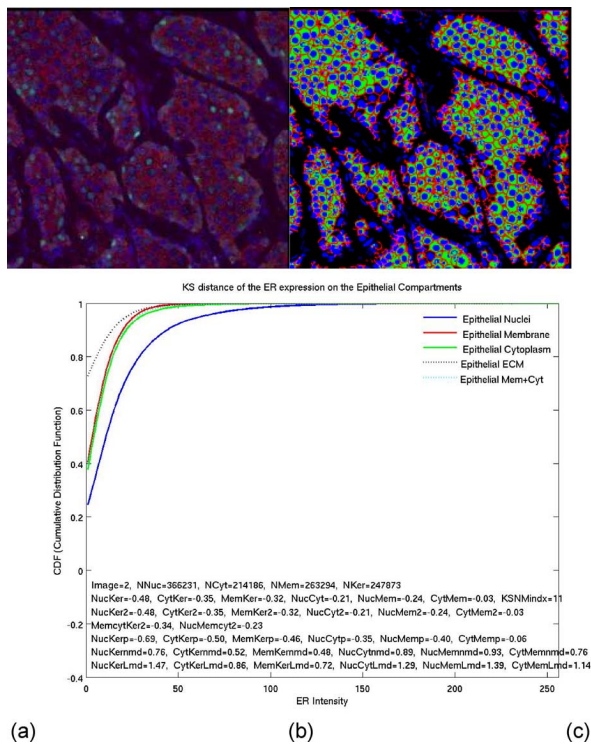 KS distance of the ER expression on the Epithelial Compartments
1
0.8
0.6
0.4
0.2
0
-0.2
-0.4
CDF (Cumulative Distribution Function)
Epithelial Nuclei
Epithelial Membrane
Epithelial Cytoplasm
Epithelial ECM
Epithelial Mem+Cyt
Image=2, NNuc=366231, NCyt=214186, NMem=263294, NKer=247873
NucKer=-0.48, CytKer=-0.35, MemKer=-0.32, NucCyt=-0.21, NucMem=-0.24, CytMem=-0.03, KSNMindx=11
NucKer2=-0.48, CytKer2=-0.35, MemKer2=-0.32, NucCyt2=-0.21, NucMem2=-0.24, CytMem2=-0.03
MemcytKer2=-0.34, NucMemcyt2=-0.23
NucKerp=-0.69, CytKerp=-0.50, MemKerp=-0.46, NucCytp=-0.35, NucMemp=-0.40, CytMemp=-0.06
NucKernmd=0.76, CytKernmd=0.52, MemKernmd=0.48, NucCytnmd=0.89, NucMemnmd=0.93, CytMemnmd=0.76
NucKerLmd=1.47, CytKerLmd=0.86, MemKerLmd=0.72, NucCytLmd=1.29, NucMemLmd=1.39, CytMemLmd=1.14
0 50 100 150 200 250
ER Intensity
(a) (b) (c)